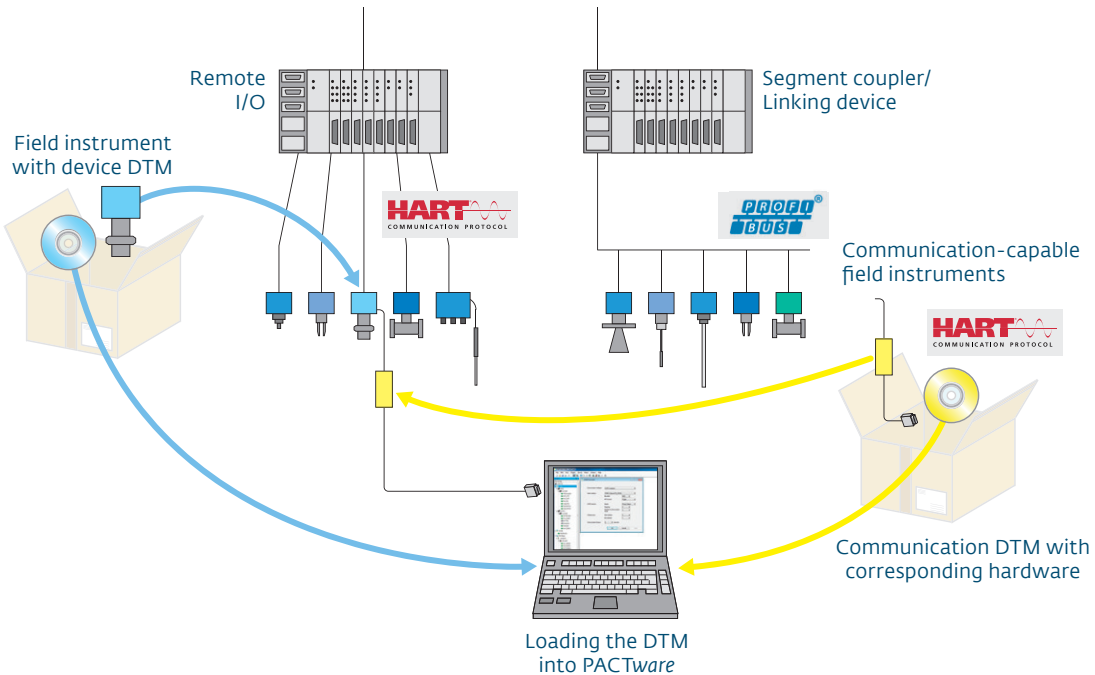 Remote
I/O
Segment coupler/
Linking device
Field instrument
with device DTM
HART
COMMUNICATION PROTOCOL
PROFI®
BUS
Communication-capable
field instruments
HART
COMMUNICATION PROTOCOL
Communication DTM with
corresponding hardware
Loading the DTM
into PACTware